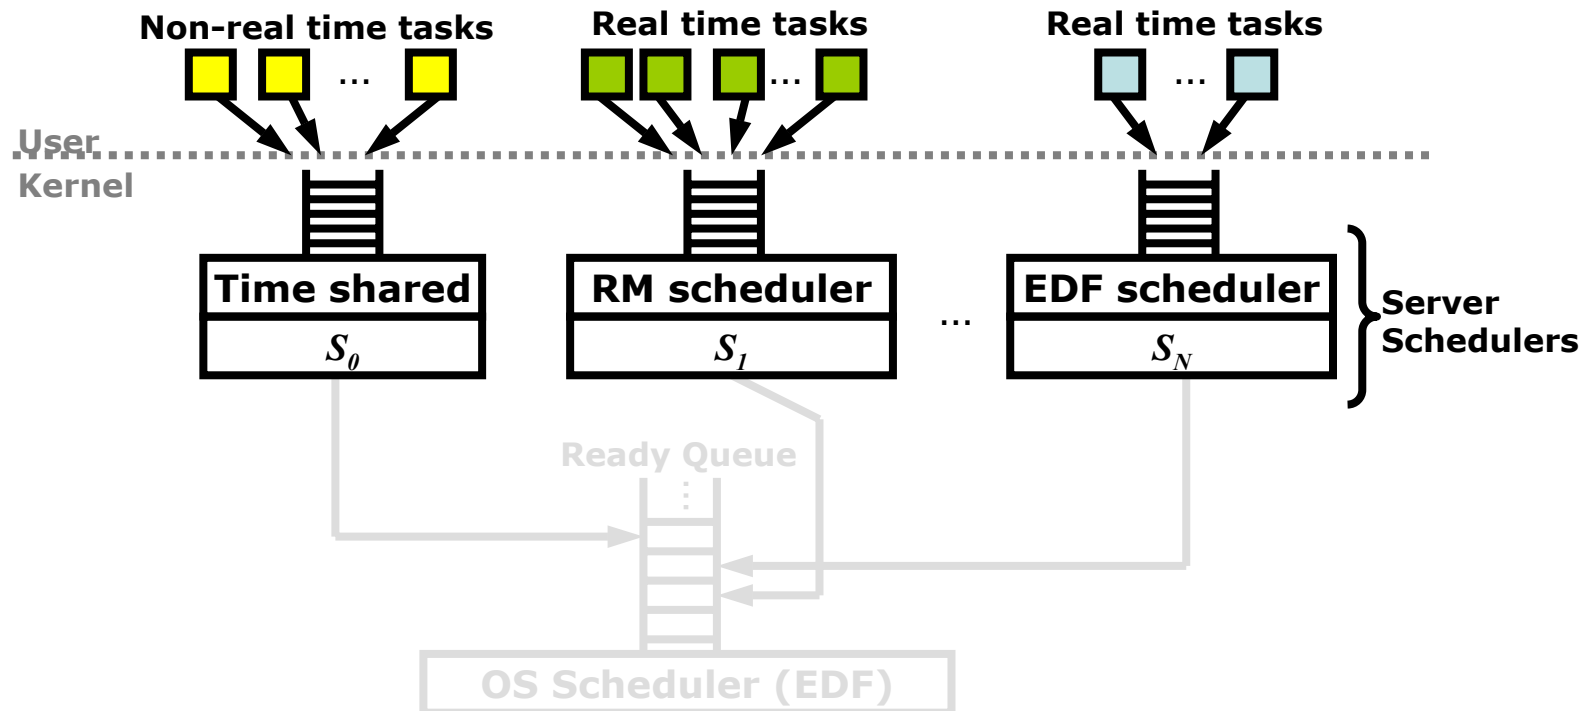 Non-real time tasks
Real time tasks
Real time tasks
...
...
...
User
Kernel
Time shared
RM scheduler
EDF scheduler
S0
S1
...
SN
Server
Schedulers
Ready Queue
...
OS Scheduler (EDF)